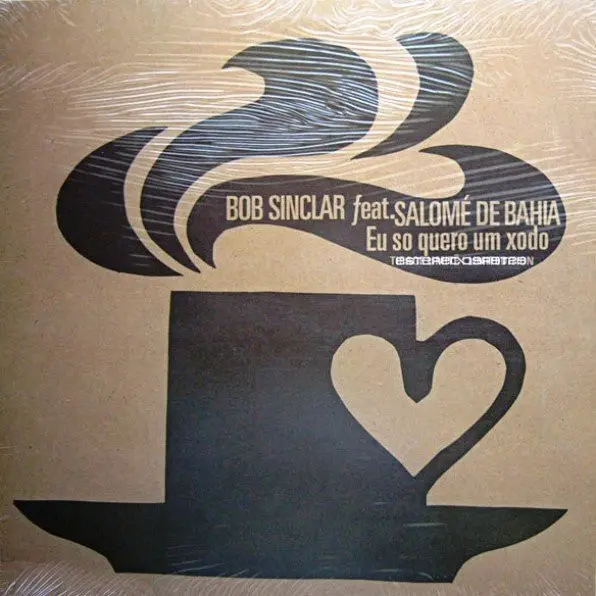 BOB SINCLAR feat. SALOMÉ DE BAHIA
Eu so quero um xodo